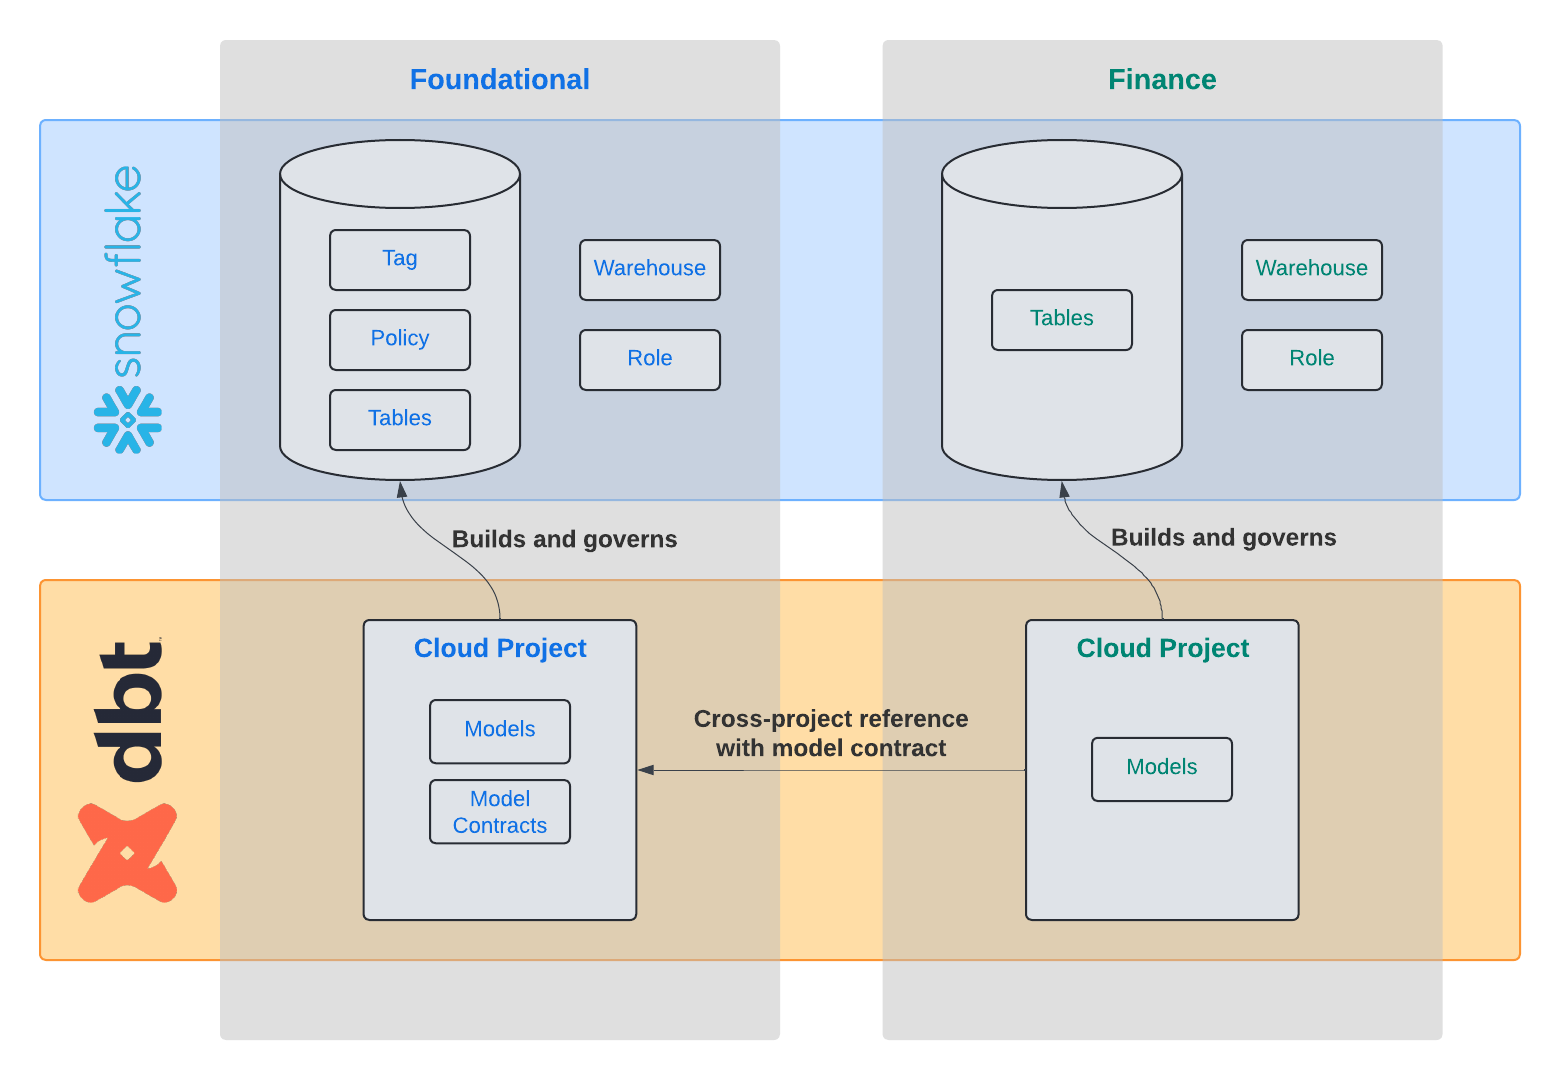 Foundational
Finance
snowflake
Tag
Policy
Tables
Warehouse
Role
Tables
Warehouse
Role
Builds and governs
Builds and governs
dbt
Cloud Project
Models
Model
Contracts
Cross-project reference
with model contract
Cloud Project
Models